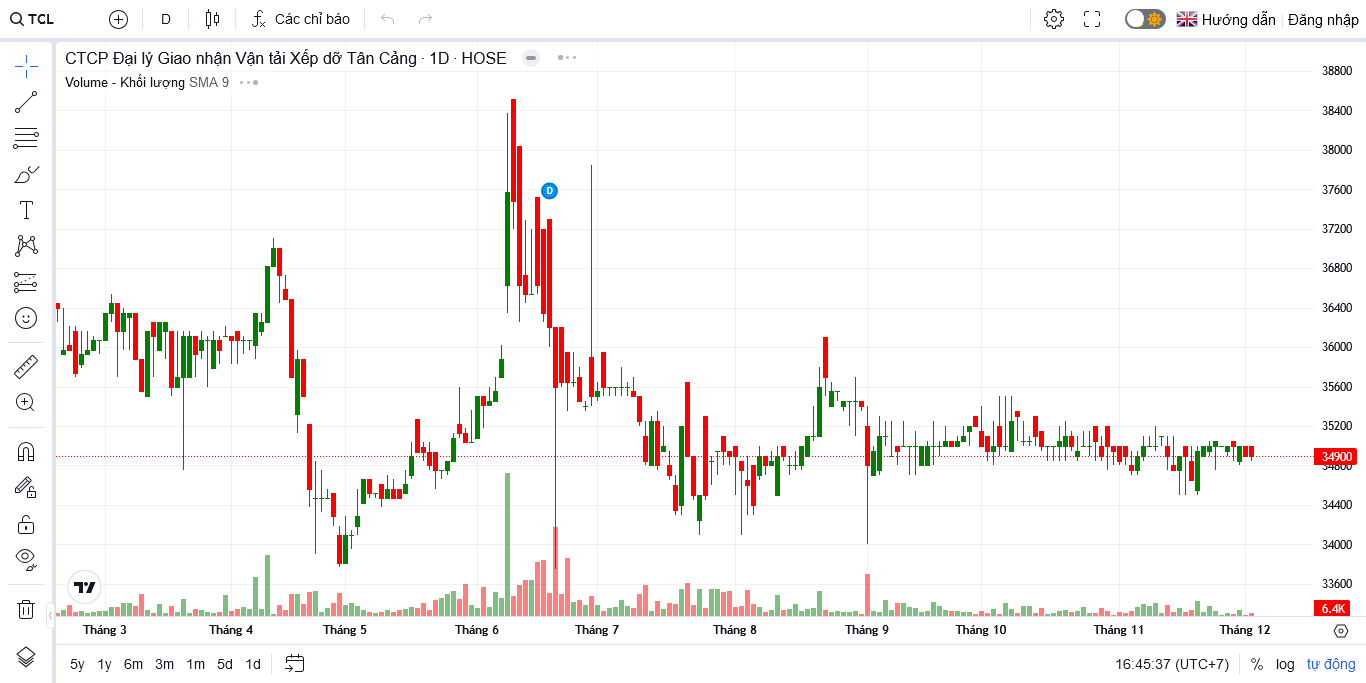 TCL
D
Các chỉ báo
Hướng dẫn
Đăng nhập
CTCP Đại lý Giao nhận Vận tải Xếp dỡ Tân Cảng · 1D · HOSE
Volume - Khối lượng SMA 9
D
38800
38400
38000
37600
37200
36800
36400
36000
35600
35200
34900
34800
34400
34000
33600
6.4K
Tháng 3
Tháng 4
Tháng 5
Tháng 6
Tháng 7
Tháng 8
Tháng 9
Tháng 10
Tháng 11
Tháng 12
5y 1y 6m 3m 1m 5d 1d
16:45:37 (UTC+7)
% log tự động